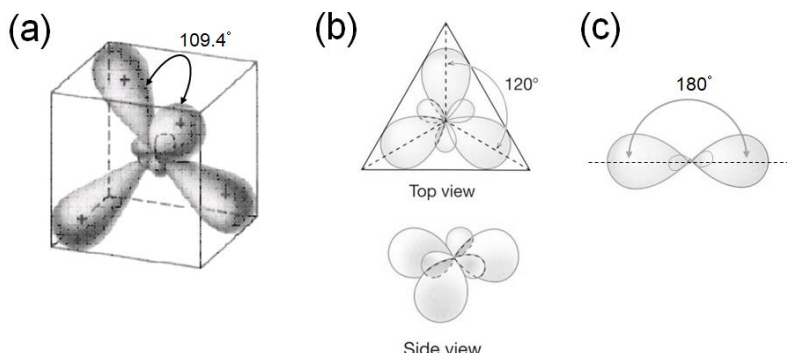 (a)
109.4°
+
+
+
+
(b)
120°
Top view
Side view
(c)
180°